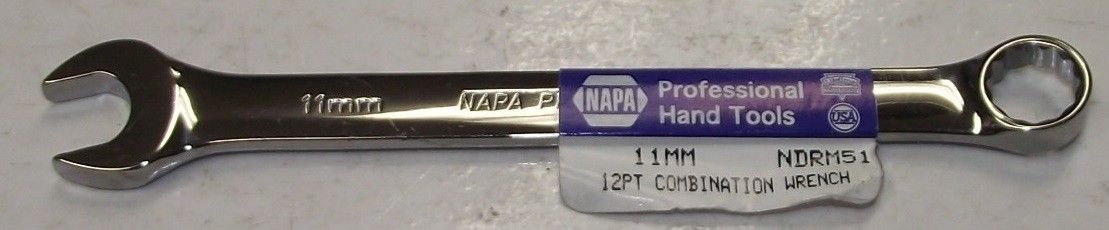 11mm
NAPA P
NAPA
Professional
Hand Tools
USA
11MM NDRM51
12PT COMBINATION WRENCH